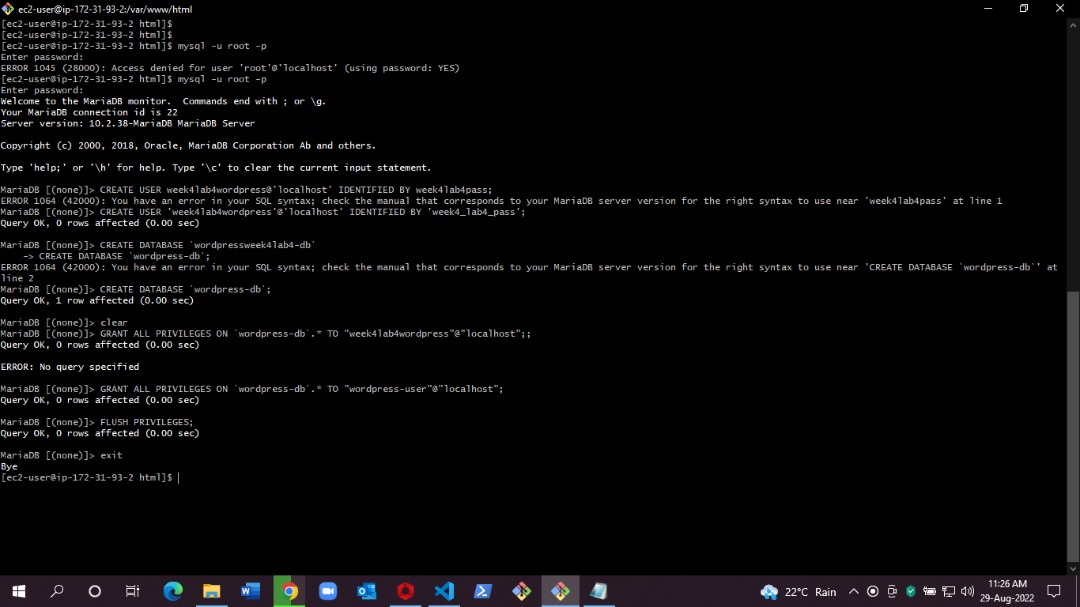 ec2-user@ip-172-31-93-2:/var/www/html
[ec2-user@ip-172-31-93-2 html]$
[ec2-user@ip-172-31-93-2 html]$
[ec2-user@ip-172-31-93-2 html]$ mysql -u root -p
Enter password:
ERROR 1045 (28000): Access denied for user 'root'@'localhost' (using password: YES)
[ec2-user@ip-172-31-93-2 html]$ mysql -u root -p
Enter password:
Welcome to the MariaDB monitor.  Commands end with ; or \g.
Your MariaDB connection id is 22
Server version: 10.2.38-MariaDB MariaDB Server
Copyright (c) 2000, 2018, Oracle, MariaDB Corporation Ab and others.
Type 'help;' or '\h' for help. Type '\c' to clear the current input statement.
MariaDB [(none)]> CREATE USER week4lab4wordpress@'localhost' IDENTIFIED BY week4lab4pass;
ERROR 1064 (42000): You have an error in your SQL syntax; check the manual that corresponds to your MariaDB server version for the right syntax to use near 'week4lab4pass' at line 1
MariaDB [(none)]> CREATE USER 'week4lab4wordpress'@'localhost' IDENTIFIED BY 'week4_lab4_pass';
Query OK, 0 rows affected (0.00 sec)
MariaDB [(none)]> CREATE DATABASE `wordpressweek4lab4-db`
    -> CREATE DATABASE `wordpress-db`;
ERROR 1064 (42000): You have an error in your SQL syntax; check the manual that corresponds to your MariaDB server version for the right syntax to use near 'CREATE DATABASE `wordpress-db`' at
line 2
MariaDB [(none)]> CREATE DATABASE `wordpress-db`;
Query OK, 1 row affected (0.00 sec)
MariaDB [(none)]> clear
MariaDB [(none)]> GRANT ALL PRIVILEGES ON `wordpress-db`.* TO "week4lab4wordpress"@"localhost";;
Query OK, 0 rows affected (0.00 sec)
ERROR: No query specified
MariaDB [(none)]> GRANT ALL PRIVILEGES ON `wordpress-db`.* TO "wordpress-user"@"localhost";
Query OK, 0 rows affected (0.00 sec)
MariaDB [(none)]> FLUSH PRIVILEGES;
Query OK, 0 rows affected (0.00 sec)
MariaDB [(none)]> exit
Bye
[ec2-user@ip-172-31-93-2 html]$
22°C Rain
11:26 AM
29-Aug-2022